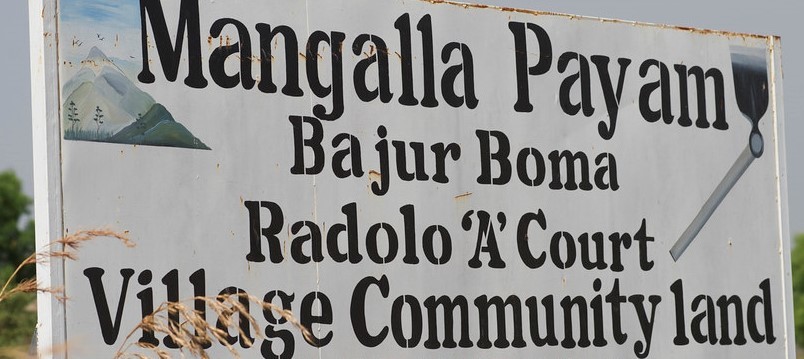 Mangalla Payam
Bajur Boma
Radolo ‘A’ Court
Village Community land